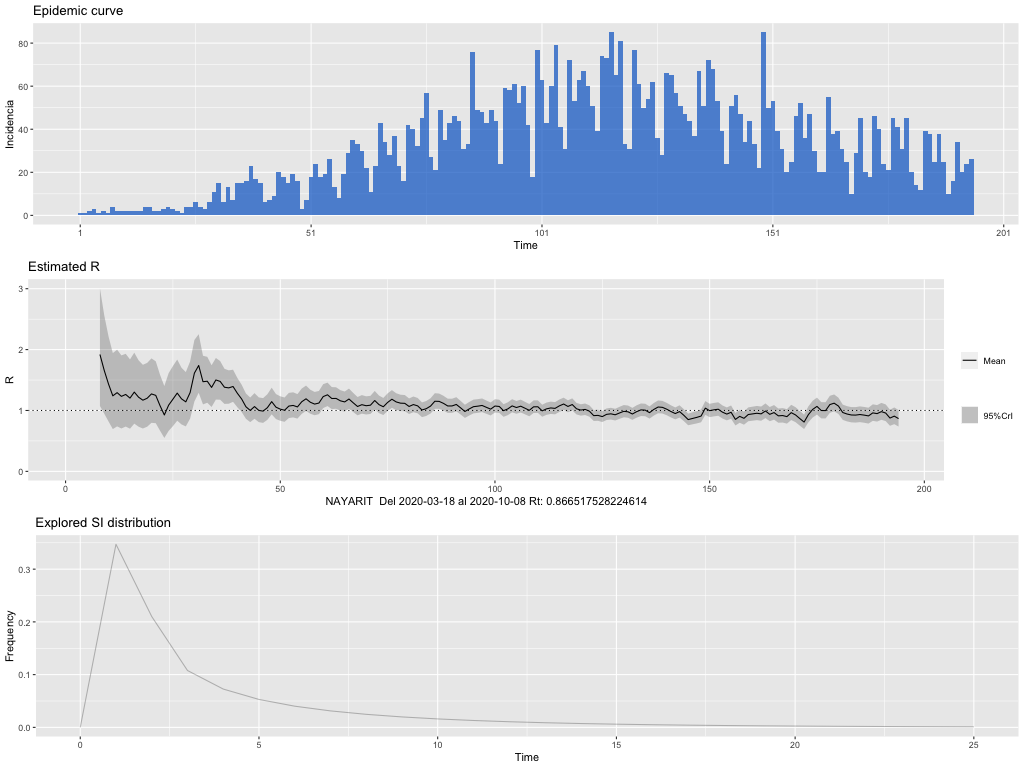 Epidemic curve
Incidencia
80
60
40
20
0
1 51 101 151 201
Time
Estimated R
R
3
2
1
0
0 50 100 150 200
NAYARIT Del 2020-03-18 al 2020-10-08 Rt: 0.866517528224614
Mean
95%CrI
Explored SI distribution
Frequency
0.3
0.2
0.1
0.0
0 5 10 15 20 25
Time